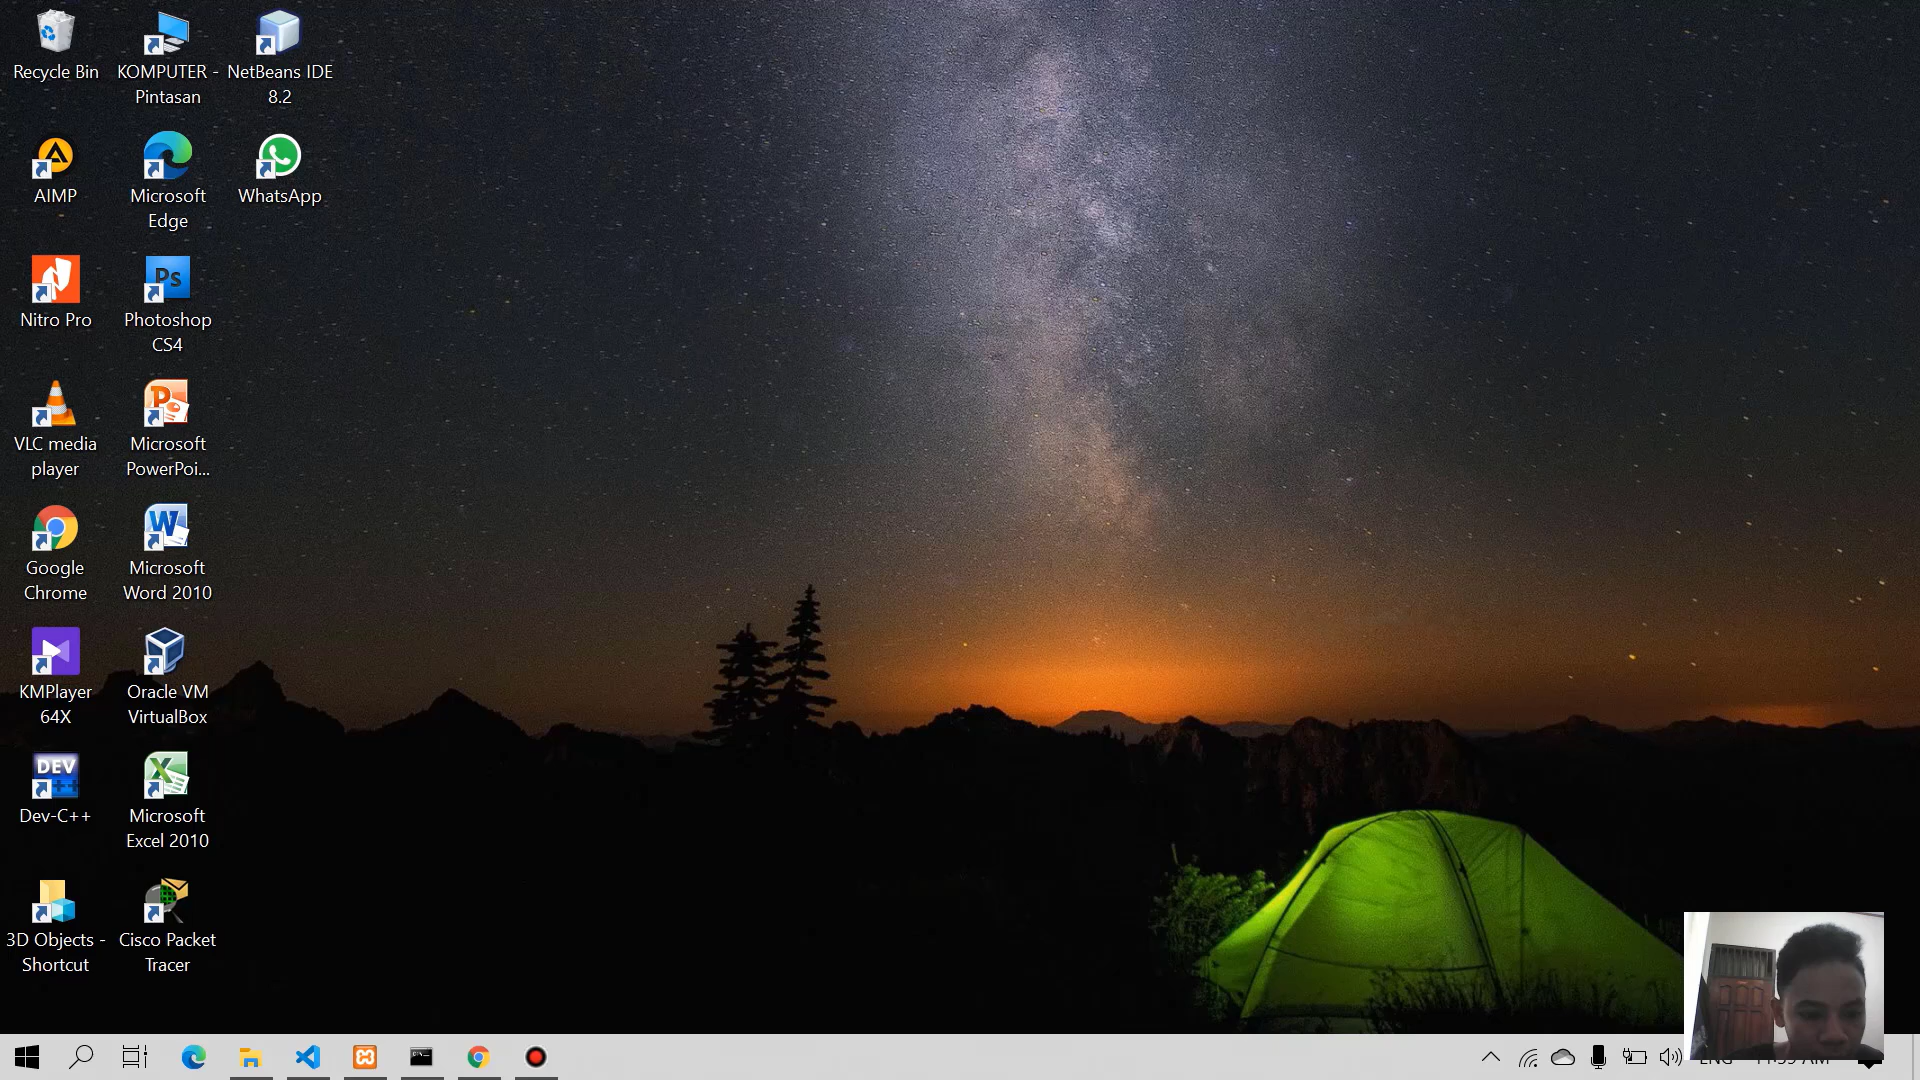 Recycle Bin
KOMPUTER -
Pintasan
NetBeans IDE
8.2
AIMP
Microsoft
Edge
WhatsApp
Nitro Pro
Ps
Photoshop
CS4
VLC media
player
P
Microsoft
PowerPoi...
Google
Chrome
W
Microsoft
Word 2010
KMPlayer
64X
Oracle VM
VirtualBox
DEV
++
Dev-C++
X
Microsoft
Excel 2010
3D Objects -
Shortcut
Cisco Packet
Tracer